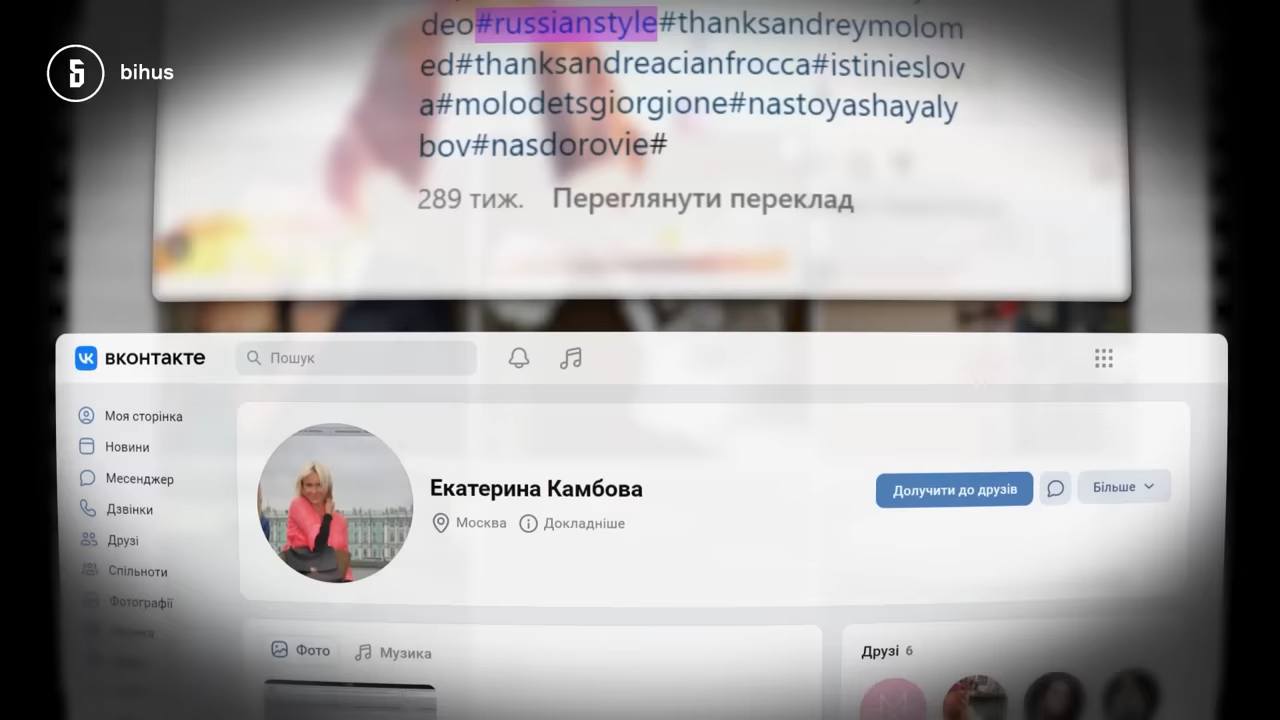 deo#russianstyle#thanksandreymolom
ed#thanksandreacianfrocca#istinieslov
a#molodetsgiorgione#nastoyashayaly
bov#nasdorovie#
bihus
289 тиж. Переглянути переклад
вконтакте
Пошук
Моя сторінка
Новини
Месенджер
Дзвінки
Друзі
Спільноти
Фотографії
Екатерина Камбова
Москва Докладніше
Долучити до друзів
Більше
Фото Музика
Друзі 6